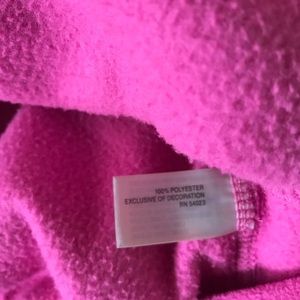 100% POLYESTER
EXCLUSIVE OF DECORATION
RN 54023